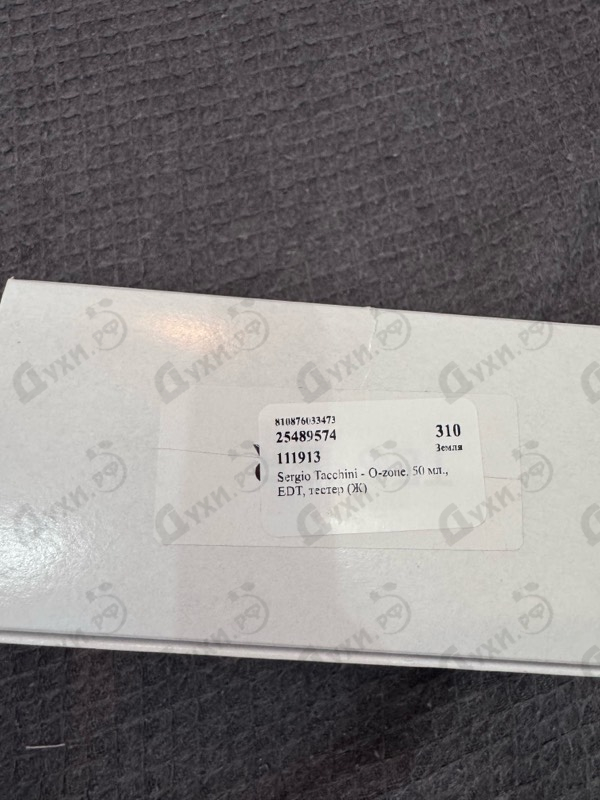 810876033473
25489574 310
Земля
111913
Sergio Tacchini - O-zone. 50 мл.,
EDT, тестер (Ж)
Духи.РФ